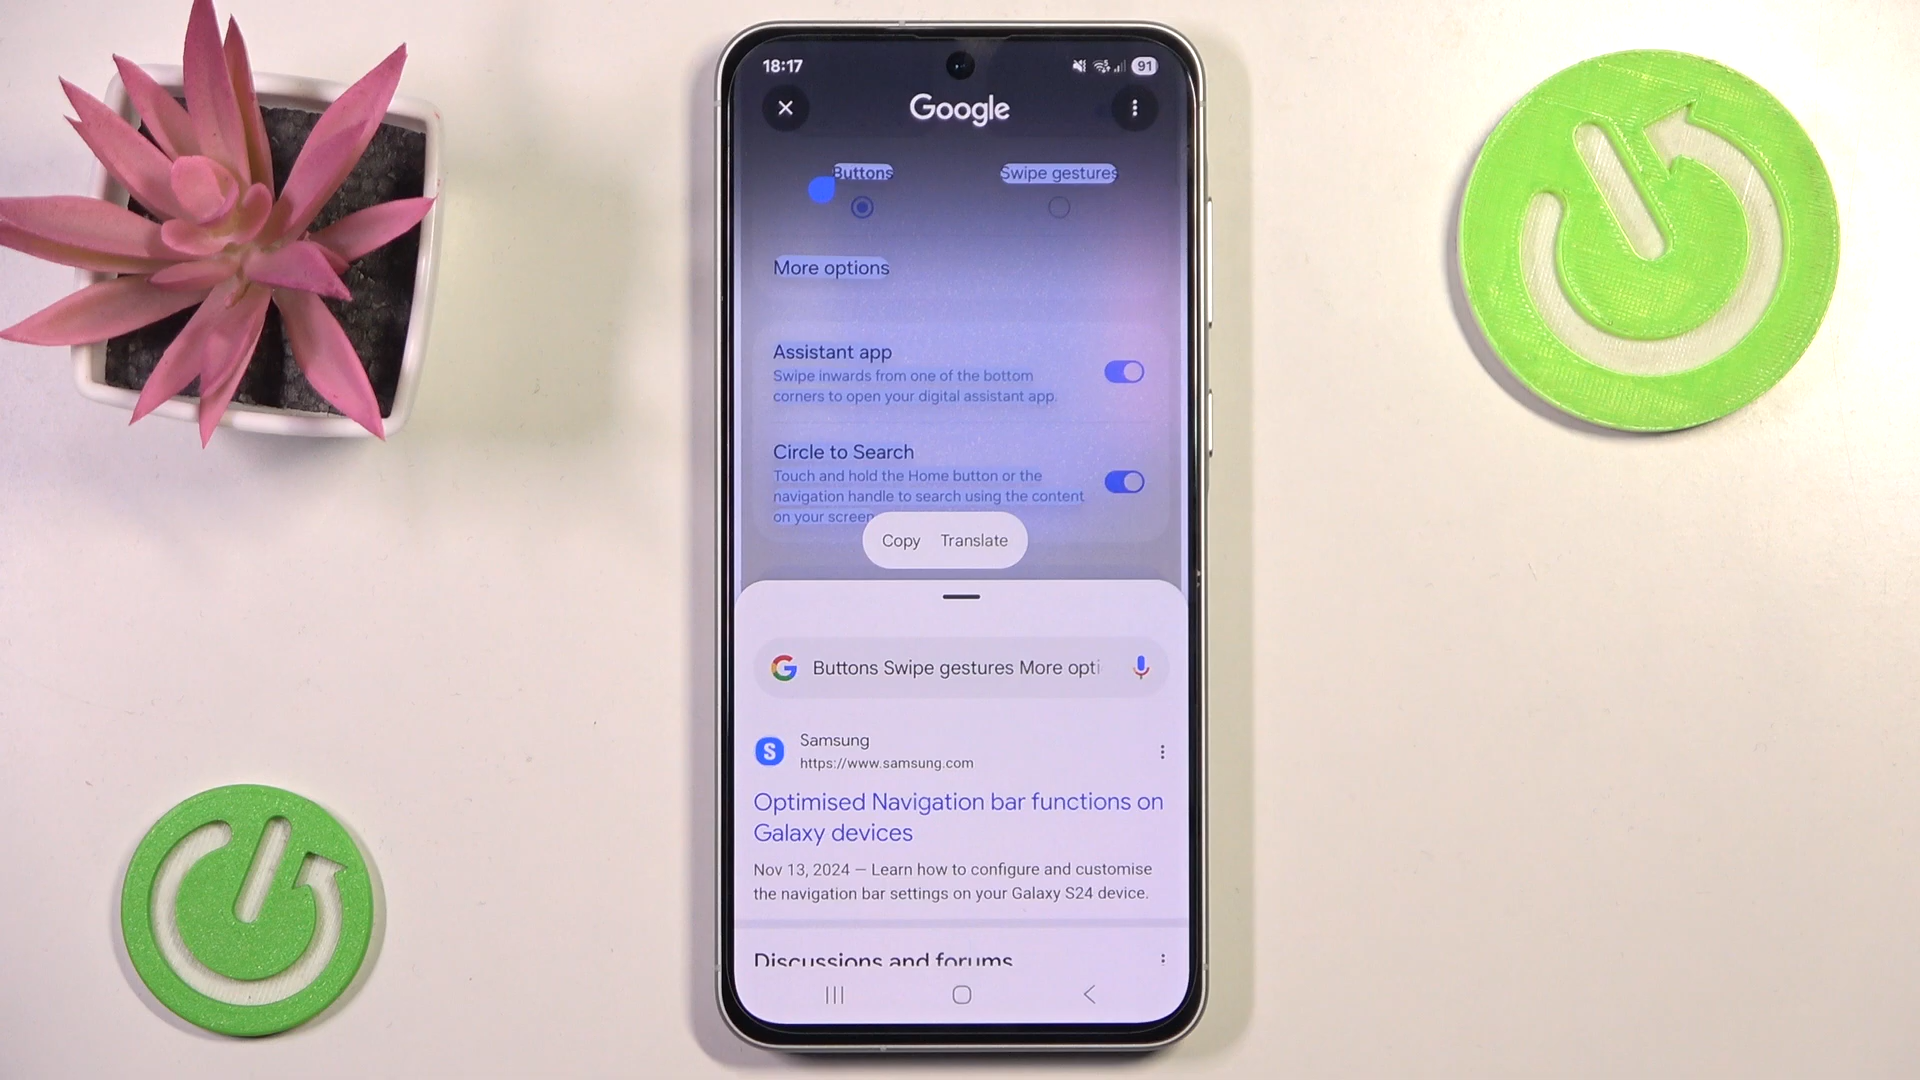 18:17
91
Google
Buttons
Swipe gestures
More options
Assistant app
Swipe inwards from one of the bottom
corners to open your digital assistant app.
Circle to Search
Touch and hold the Home button or the
navigation handle to search using the content
on your screen
Copy Translate
Buttons Swipe gestures More opti
Samsung
https://www.samsung.com
Optimised Navigation bar functions on
Galaxy devices
Nov 13, 2024 — Learn how to configure and customise
the navigation bar settings on your Galaxy S24 device.
Discussions and forums